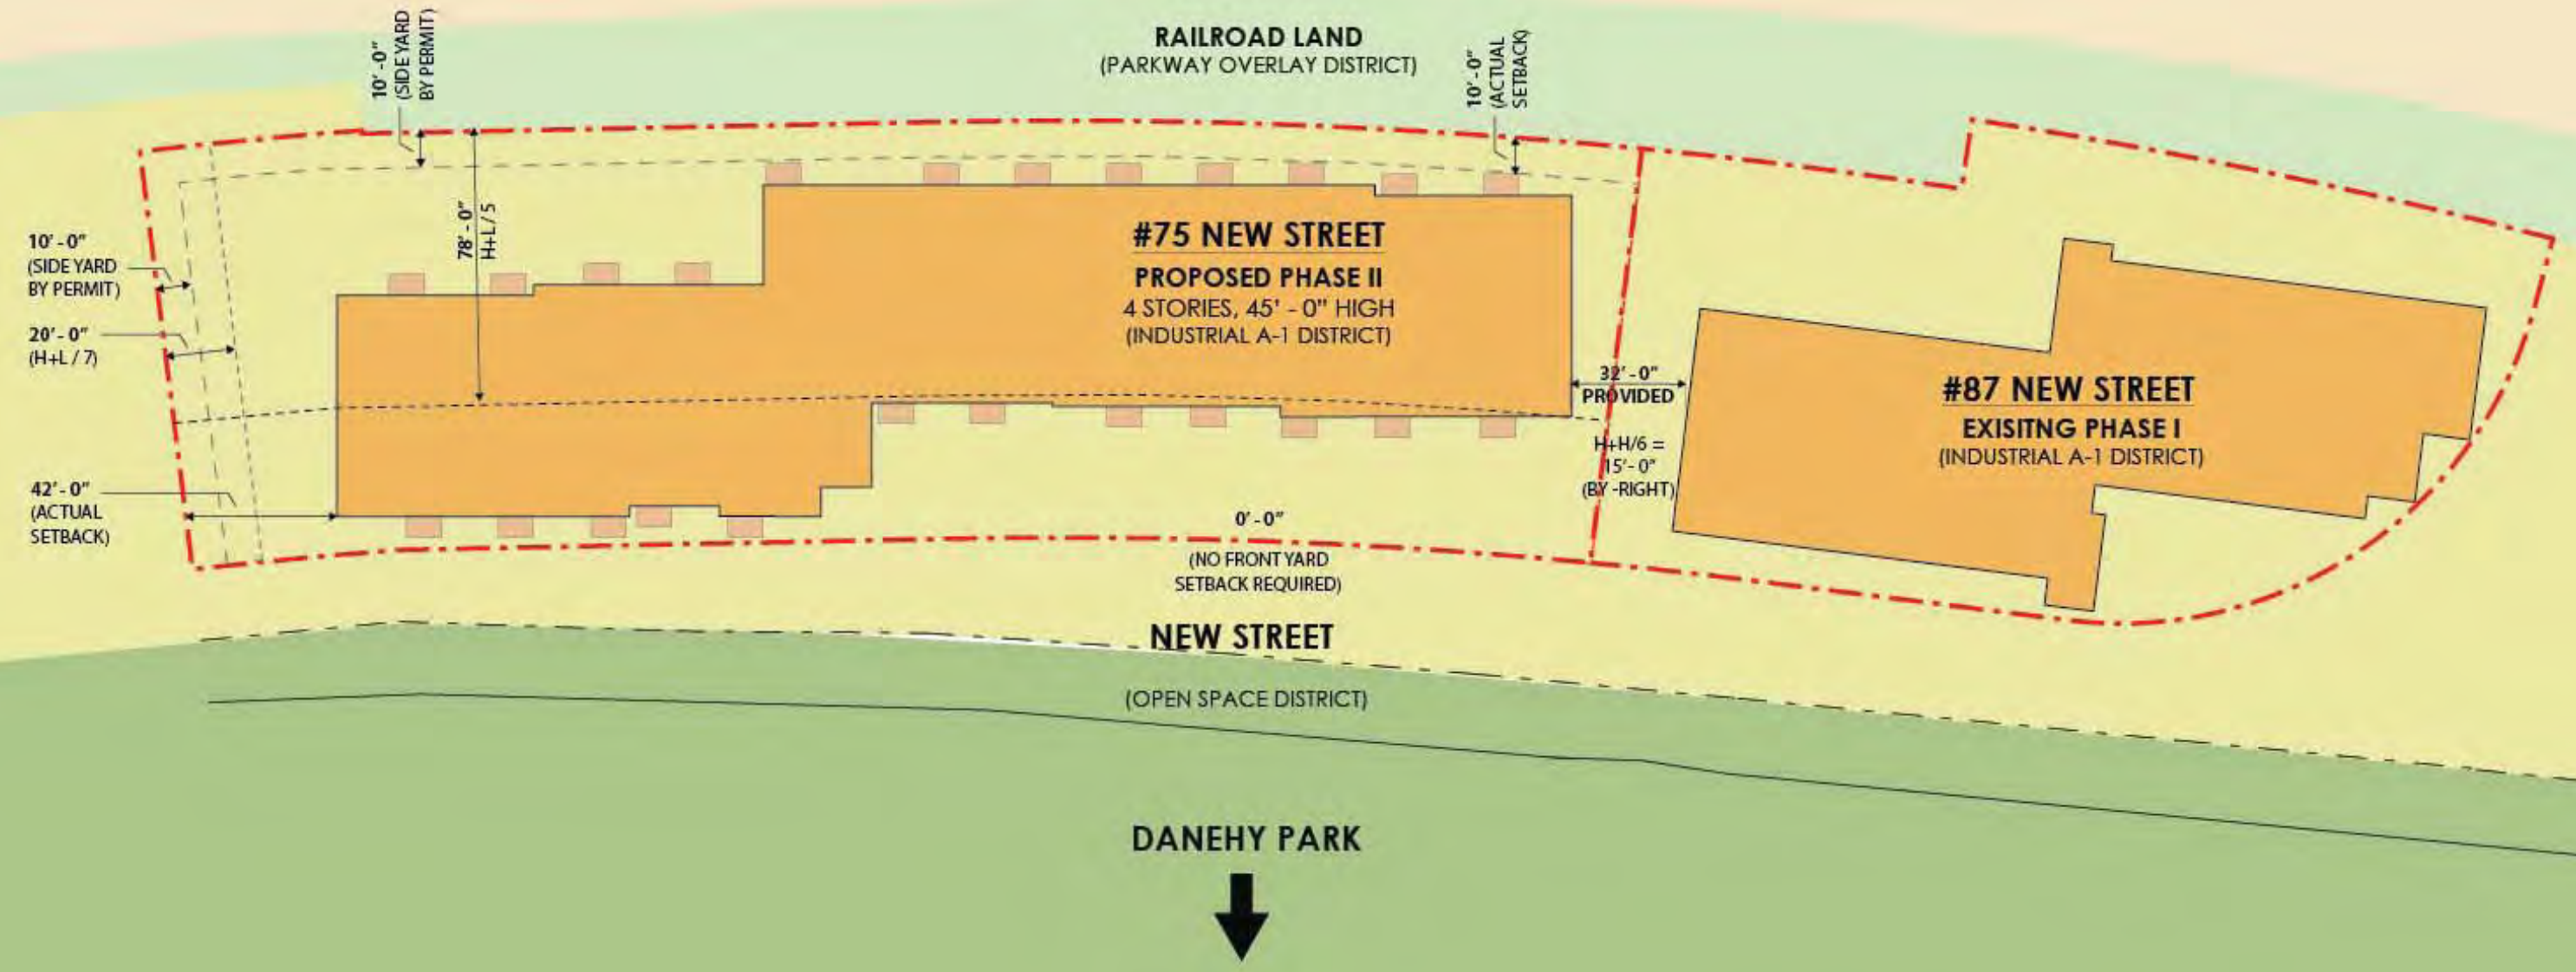 RAILROAD LAND
(PARKWAY OVERLAY DISTRICT)
10' -0"
(SIDE YARD
BY PERMIT)
10' -0"
(ACTUAL
SETBACK)
78' - 0"
H+L / 5
10' - 0"
(SIDE YARD
BY PERMIT)
20' - 0"
(H+L / 7)
42' - 0"
(ACTUAL
SETBACK)
#75 NEW STREET
PROPOSED PHASE II
4 STORIES, 45' - 0" HIGH
(INDUSTRIAL A-1 DISTRICT)
32' - 0"
PROVIDED
H+H/6 =
15' - 0"
(BY -RIGHT)
#87 NEW STREET
EXISITNG PHASE I
(INDUSTRIAL A-1 DISTRICT)
0' - 0"
(NO FRONT YARD
SETBACK REQUIRED)
NEW STREET
(OPEN SPACE DISTRICT)
DANEHY PARK